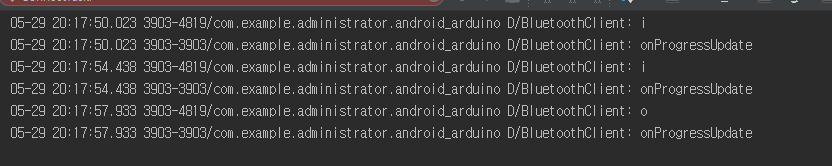 05-29 20:17:50.023 3903-4819/com.example.administrator.android_arduino D/BluetoothClient: i
05-29 20:17:50.023 3903-3903/com.example.administrator.android_arduino D/BluetoothClient: onProgressUpdate
05-29 20:17:54.438 3903-4819/com.example.administrator.android_arduino D/BluetoothClient: i
05-29 20:17:54.438 3903-3903/com.example.administrator.android_arduino D/BluetoothClient: onProgressUpdate
05-29 20:17:57.933 3903-4819/com.example.administrator.android_arduino D/BluetoothClient: o
05-29 20:17:57.933 3903-3903/com.example.administrator.android_arduino D/BluetoothClient: onProgressUpdate